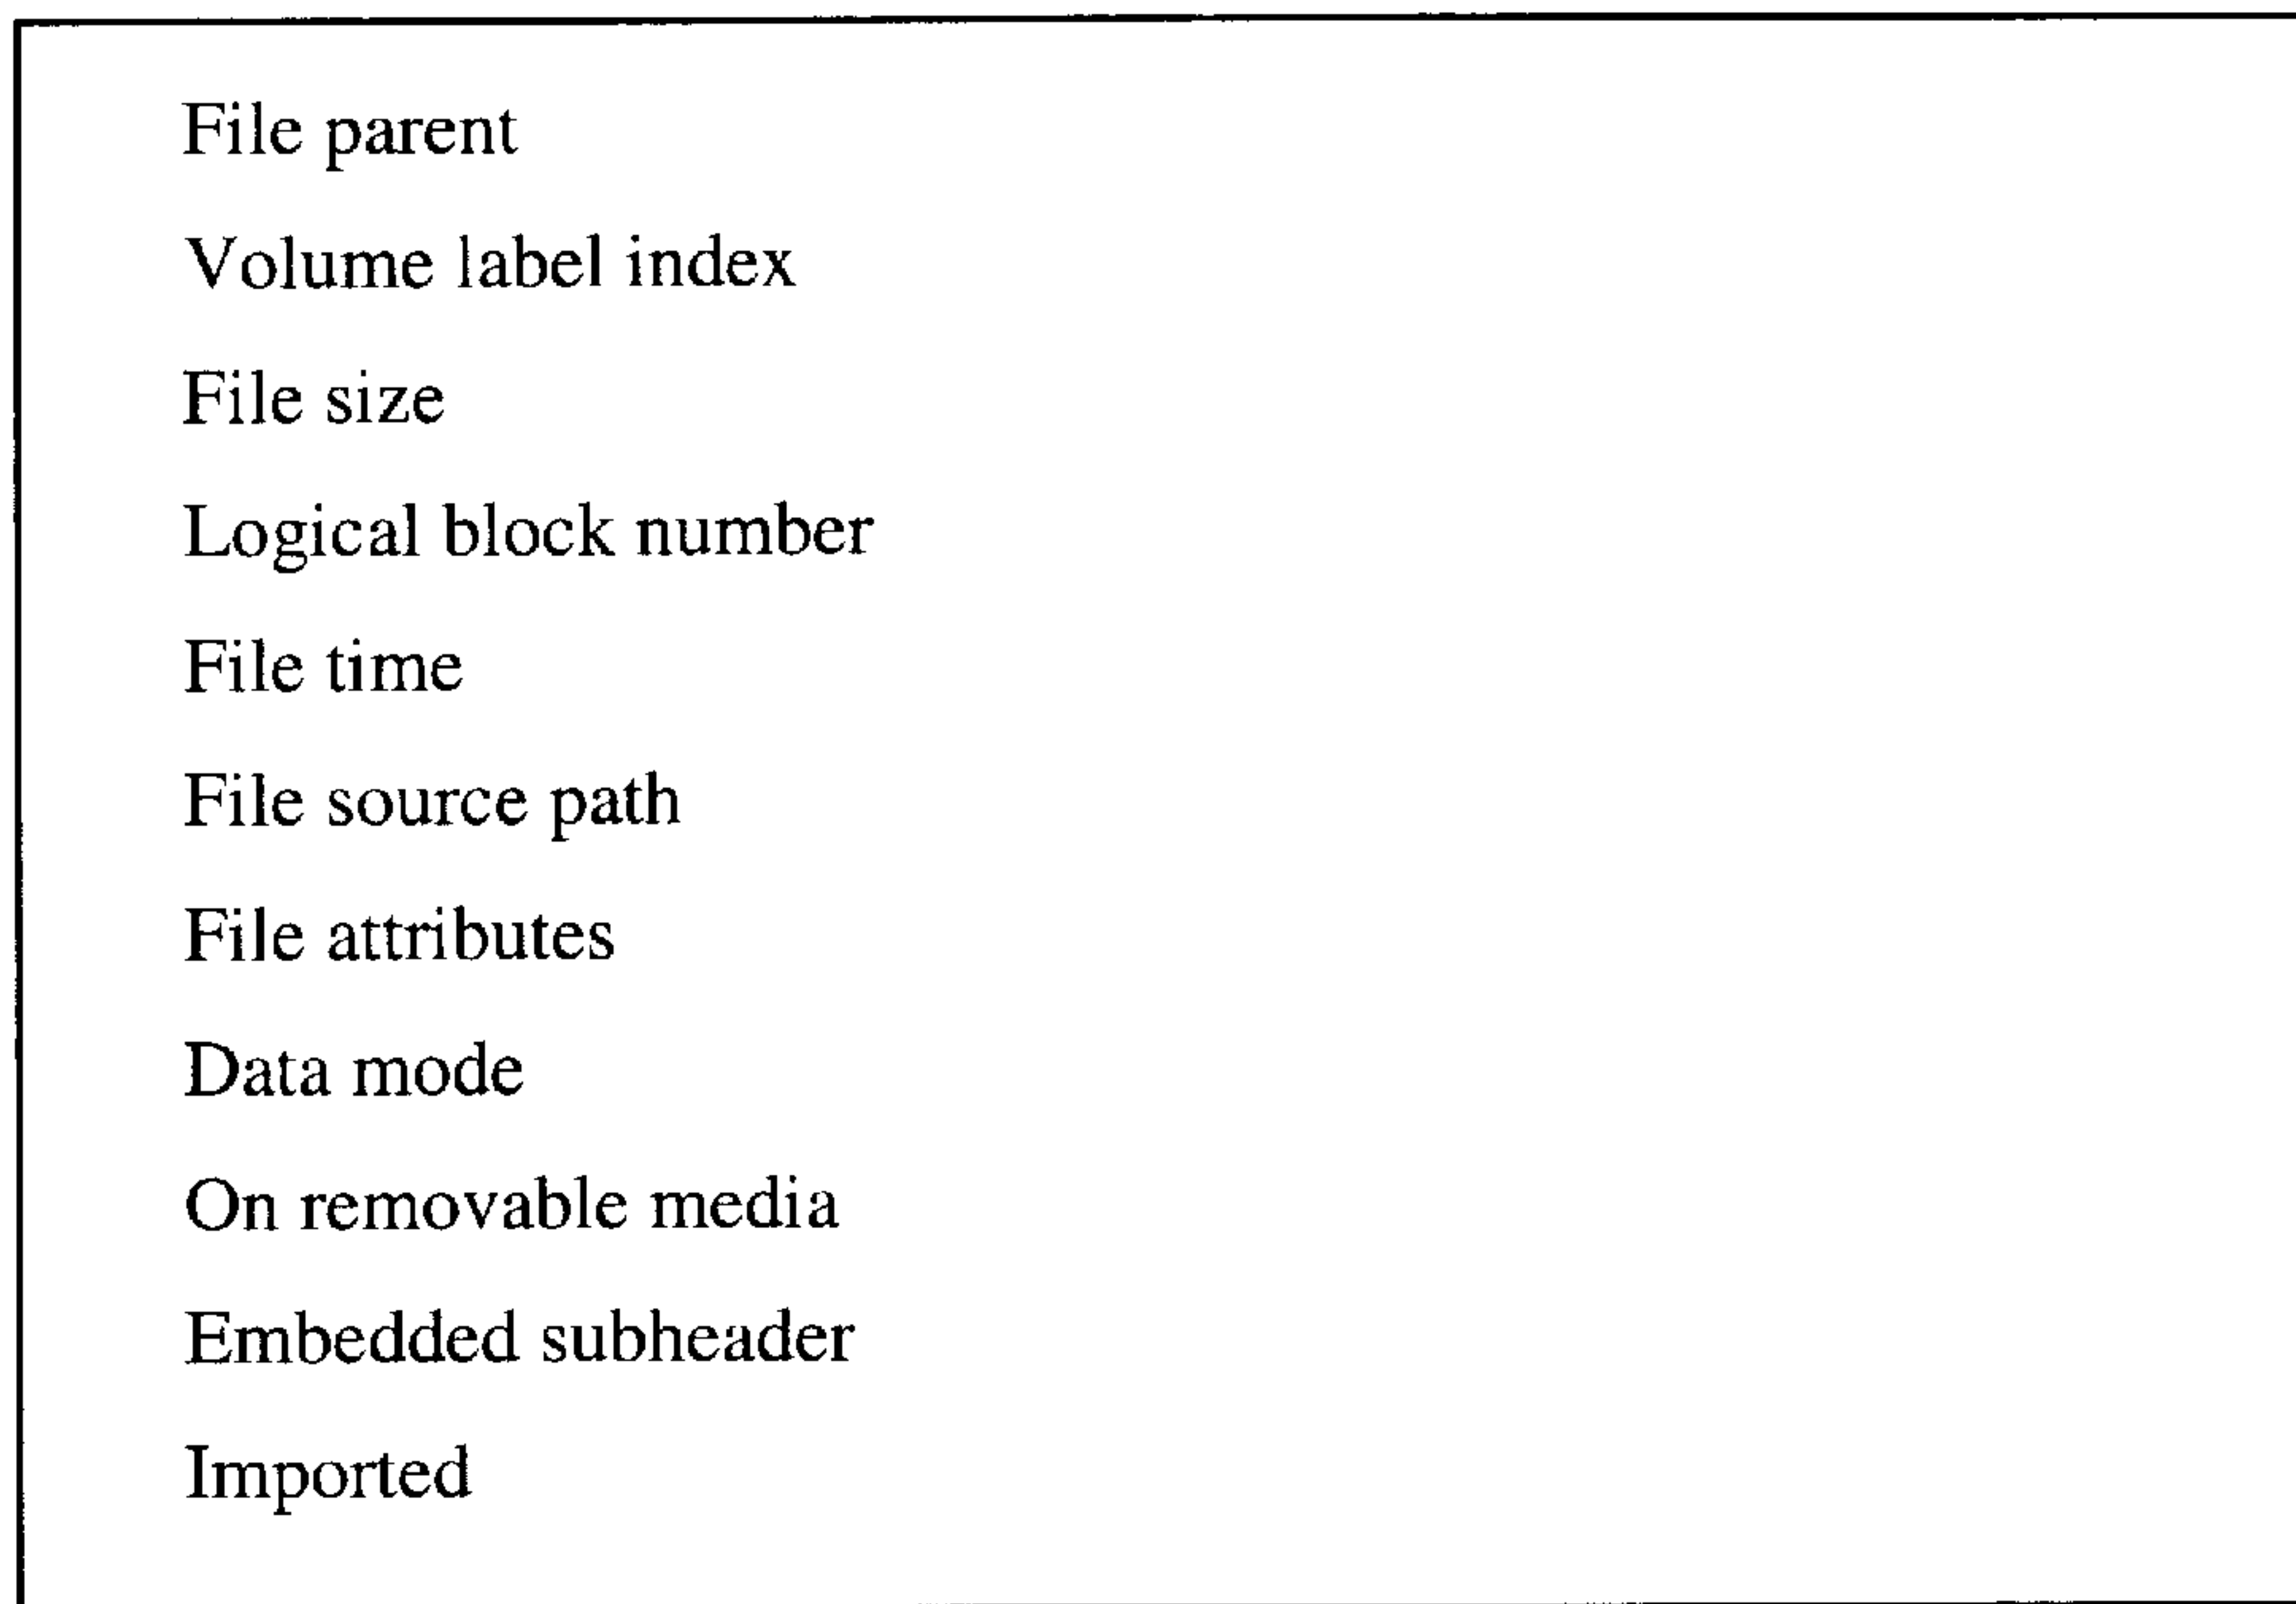 File parent
Volume label index
File size
Logical block number
File time
File source path
File attributes
Data mode
On removable media
Embedded subheader
Imported